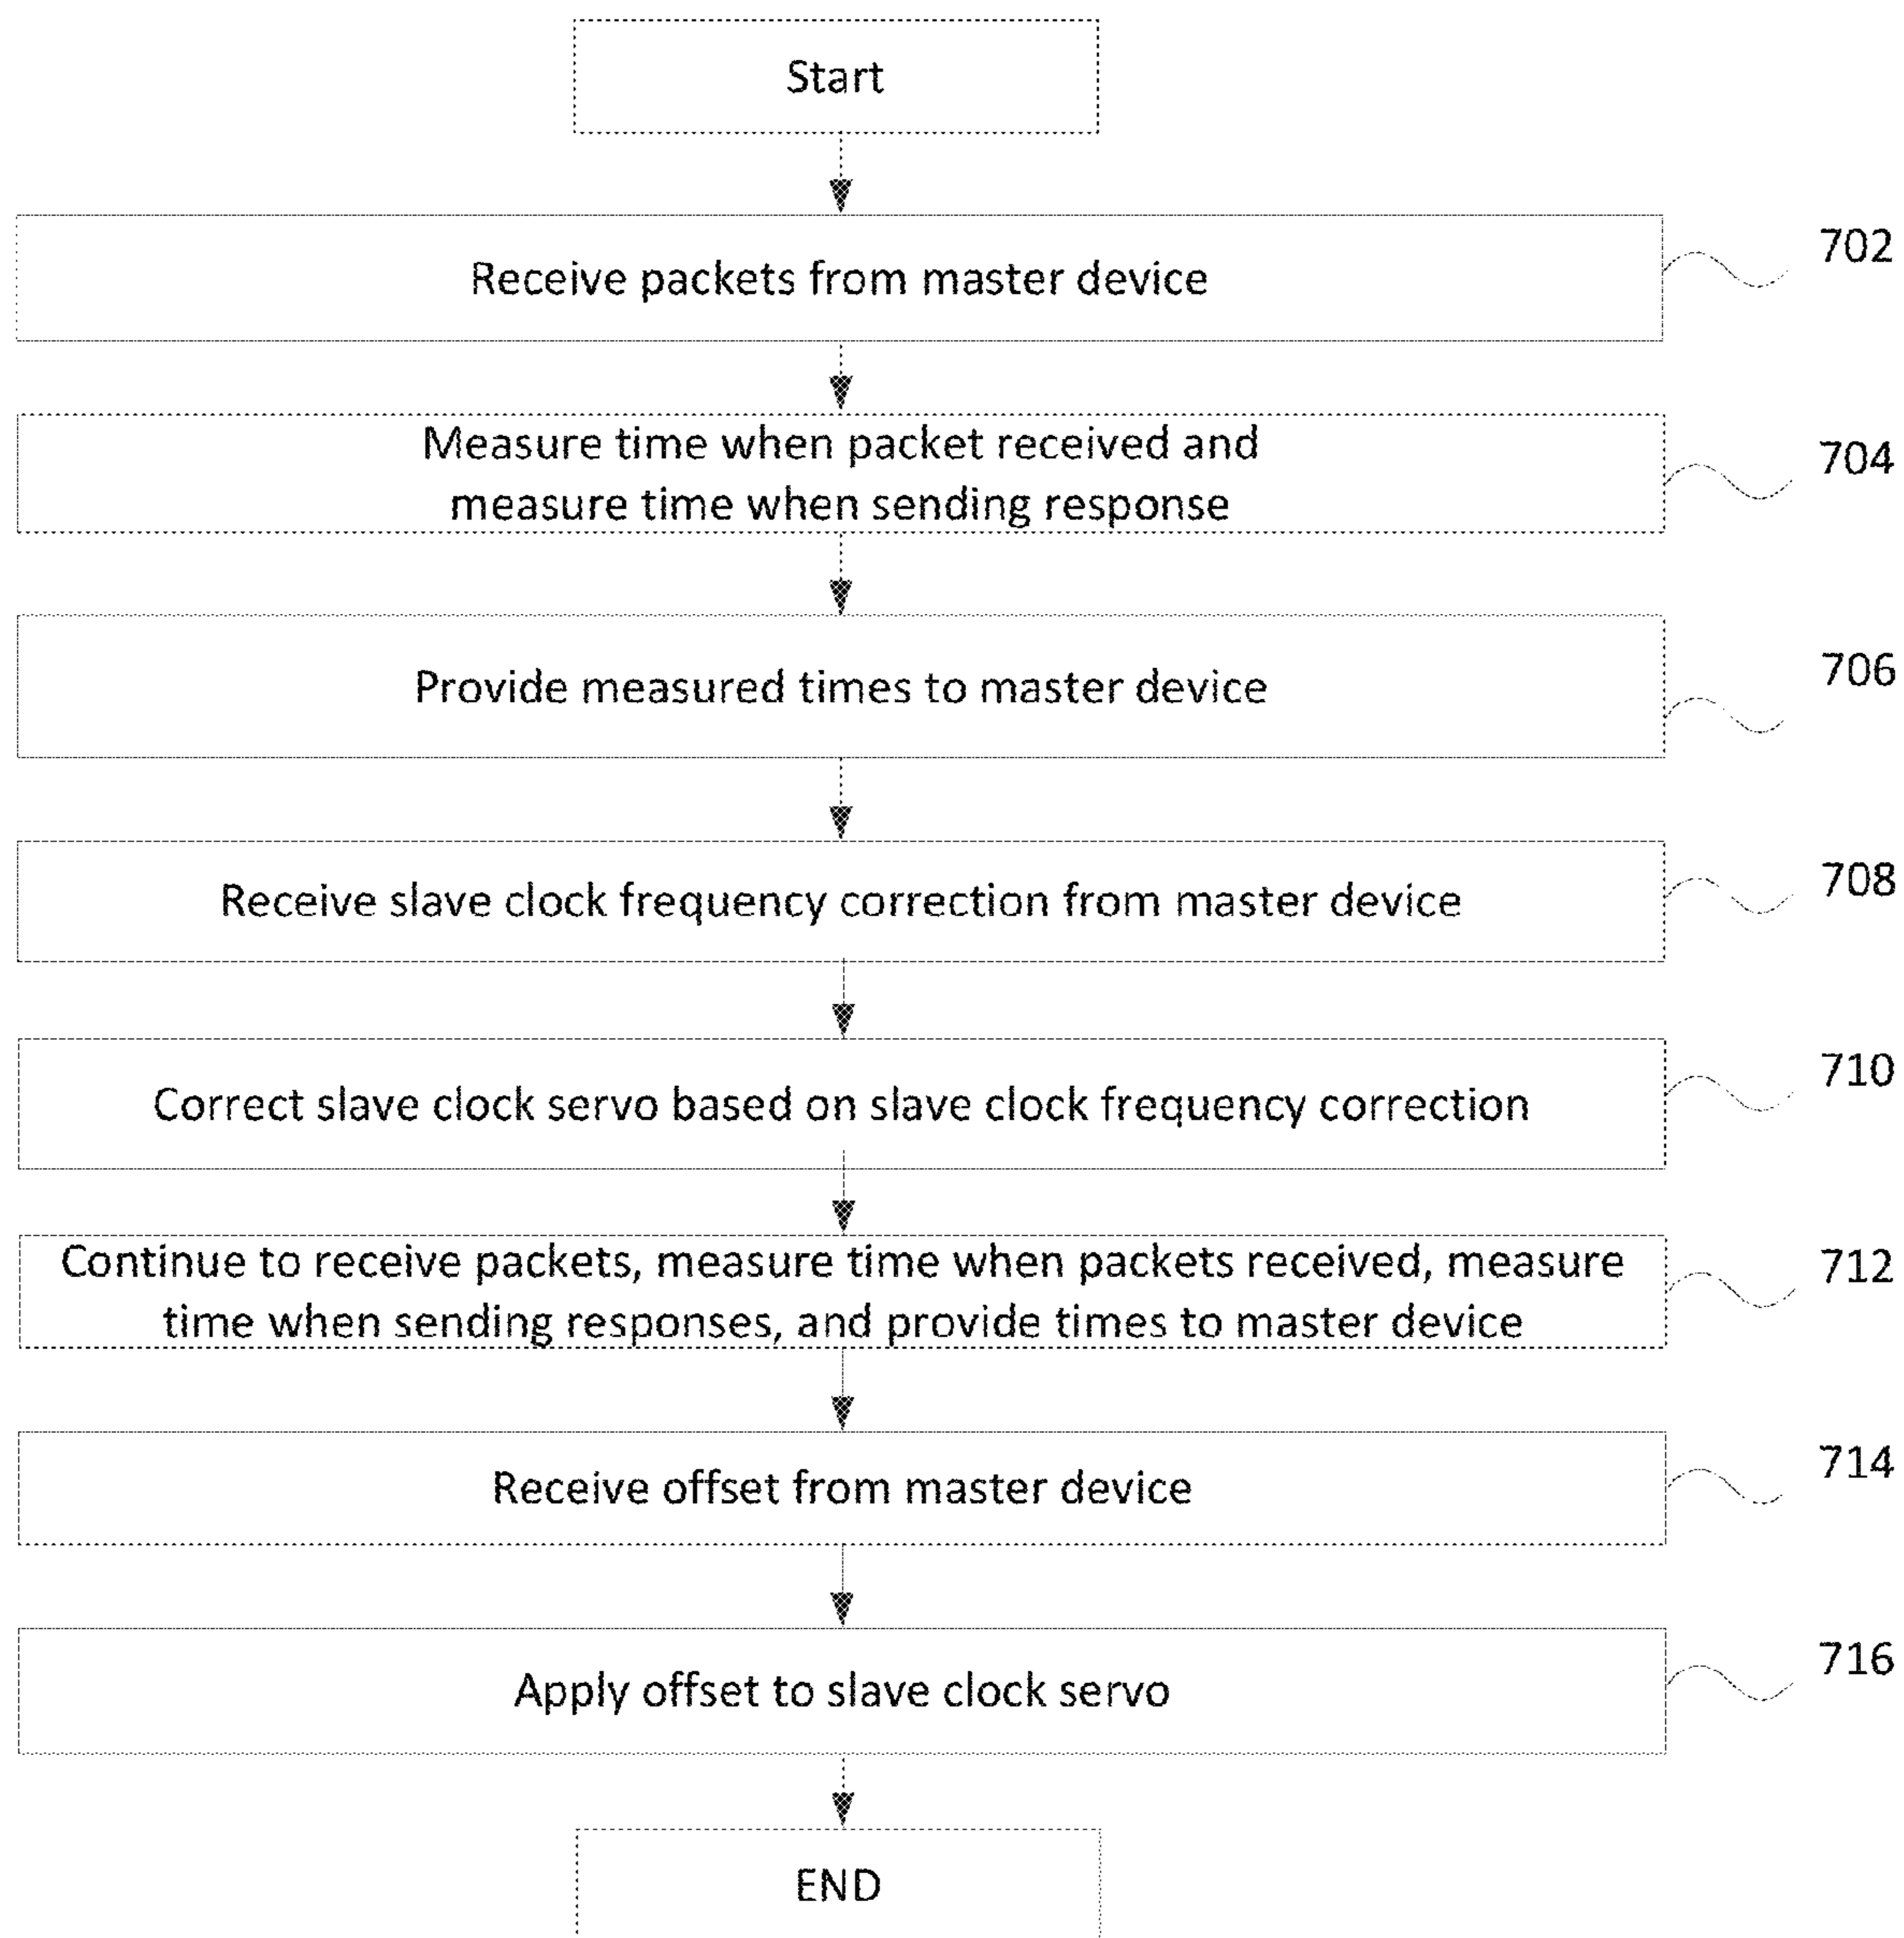 Start
Receive packets from master device
702
Measure time when packet received and
measure time when sending response
704
Provide measured times to master device
706
Receive slave clock frequency correction from master device
708
Correct slave clock servo based on slave clock frequency correction
710
Continue to receive packets, measure time when packets received, measure
time when sending responses, and provide times to master device
712
Receive offset from master device
714
Apply offset to slave clock servo
716
END